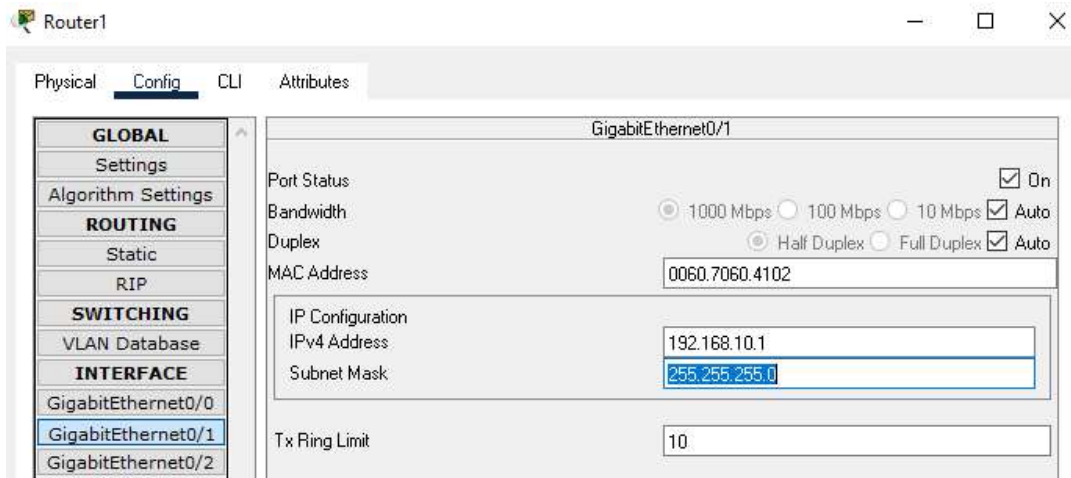 Router1
Physical Config CLI Attributes
GLOBAL
Settings
Algorithm Settings
ROUTING
Static
RIP
SWITCHING
VLAN Database
INTERFACE
GigabitEthernet0/0
GigabitEthernet0/1
GigabitEthernet0/2
GigabitEthernet0/1
Port Status On
Bandwidth 1000 Mbps 100 Mbps 10 Mbps Auto
Duplex Half Duplex Full Duplex Auto
MAC Address 0060.7060.4102
IP Configuration
IPv4 Address 192.168.10.1
Subnet Mask 255.255.255.0
Tx Ring Limit 10